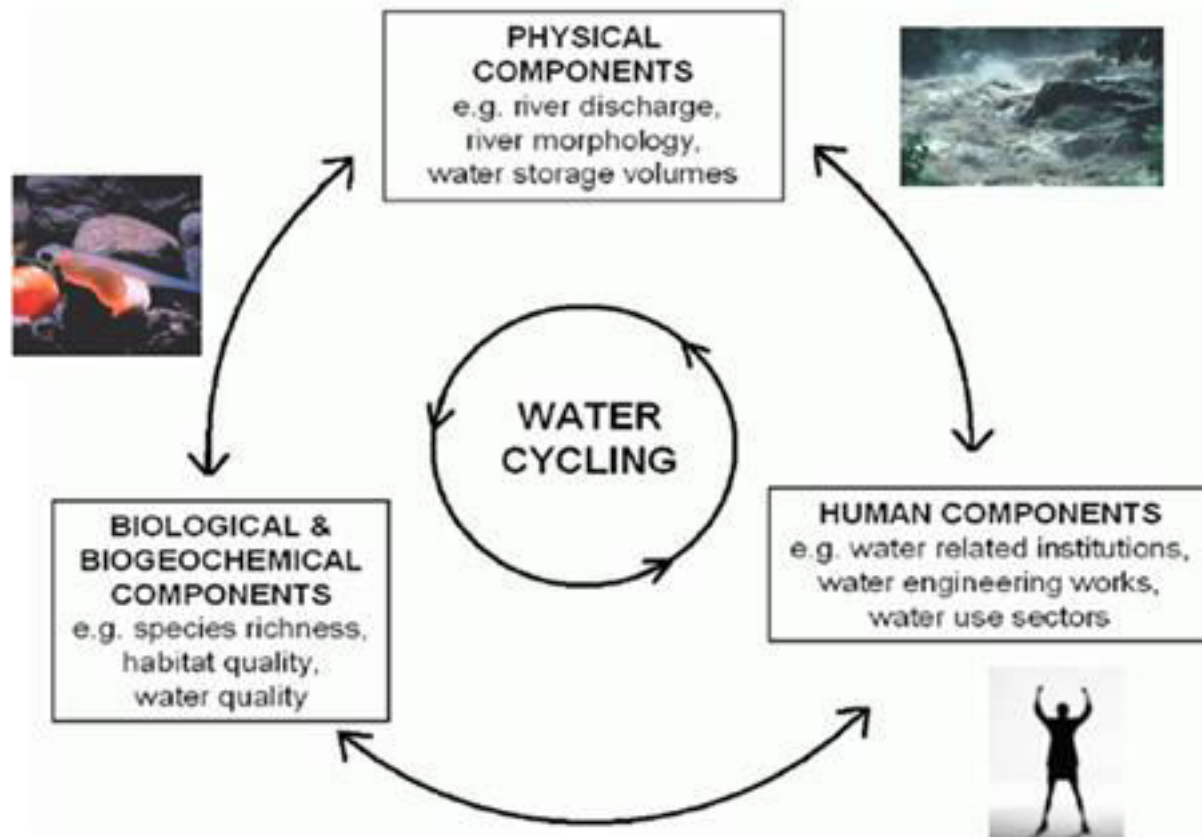 PHYSICAL
COMPONENTS
e.g. river discharge,
river morphology,
water storage volumes
WATER
CYCLING
BIOLOGICAL &
BIOGEOCHEMICAL
COMPONENTS
e.g. species richness,
habitat quality,
water quality
HUMAN COMPONENTS
e.g. water related institutions,
water engineering works,
water use sectors